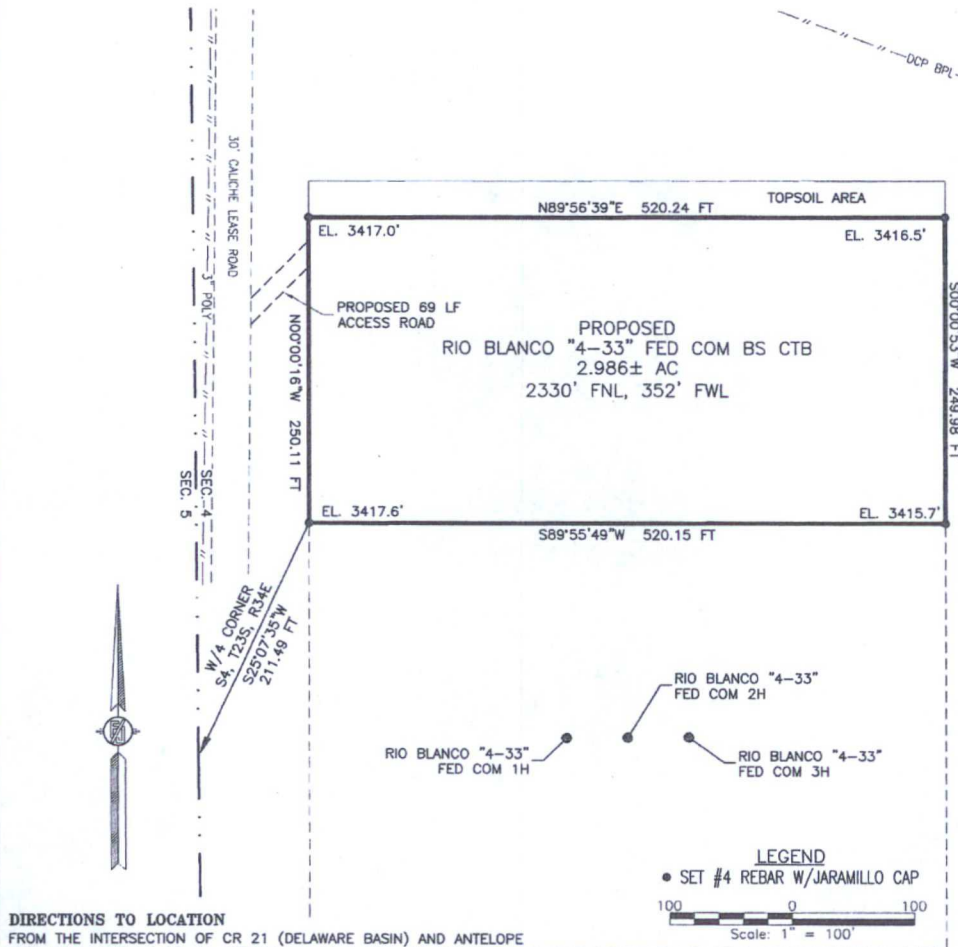 DCP BPL
30' CALICHE LEASE ROAD
3" POLY
SEC. 5
SEC. 4
TOPSOIL AREA
N89°56'39"E 520.24 FT
EL. 3417.0'
EL. 3416.5'
PROPOSED 69 LF
ACCESS ROAD
N00°00'16"W 250.11 FT
PROPOSED
RIO BLANCO "4-33" FED COM BS CTB
2.986± AC
2330' FNL, 352' FWL
S00°00'53"W 249.98 FT
EL. 3417.6'
EL. 3415.7'
S89°55'49"W 520.15 FT
W/4 CORNER
S4, T23S, R34E
S25°07'35"W
211.49 FT
RIO BLANCO "4-33"
FED COM 2H
RIO BLANCO "4-33"
FED COM 1H
RIO BLANCO "4-33"
FED COM 3H
LEGEND
SET #4 REBAR W/JARAMILLO CAP
100 0 100
Scale: 1" = 100'
DIRECTIONS TO LOCATION
FROM THE INTERSECTION OF CR 21 (DELAWARE BASIN) AND ANTELOPE